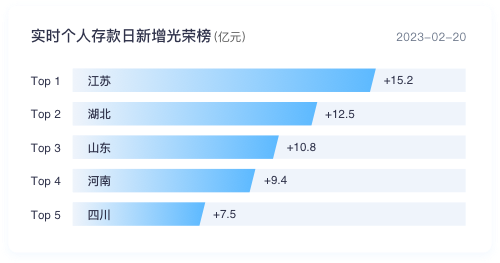 实时个人存款日新增光荣榜(亿元) 2023-02-20
Top 1 江苏 +15.2
Top 2 湖北 +12.5
Top 3 山东 +10.8
Top 4 河南 +9.4
Top 5 四川 +7.5